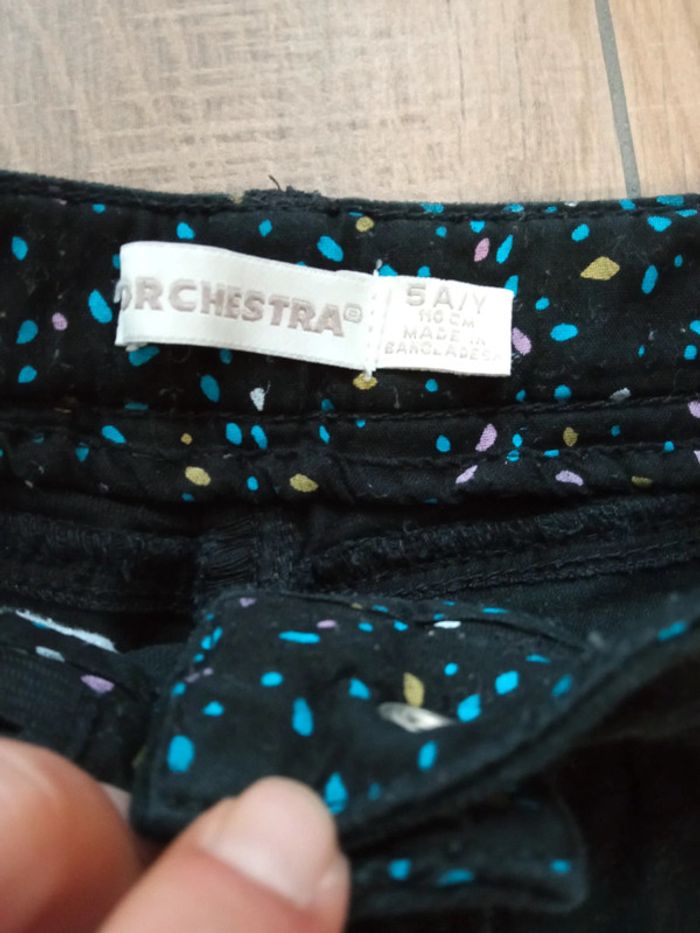 ORCHESTRA®
5 A/Y
110 CM
MADE IN
BANGLADESH